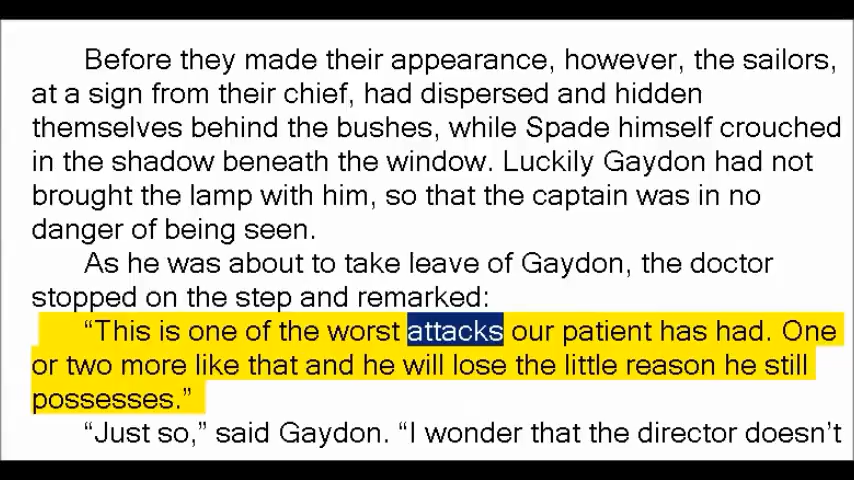 Before they made their appearance, however, the sailors,
at a sign from their chief, had dispersed and hidden
themselves behind the bushes, while Spade himself crouched
in the shadow beneath the window. Luckily Gaydon had not
brought the lamp with him, so that the captain was in no
danger of being seen.
As he was about to take leave of Gaydon, the doctor
stopped on the step and remarked:
“This is one of the worst attacks our patient has had. One
or two more like that and he will lose the little reason he still
possesses.”
“Just so,” said Gaydon. “I wonder that the director doesn’t